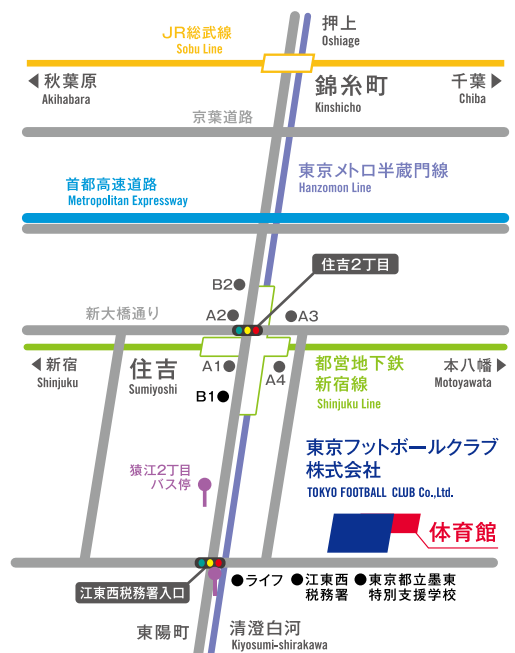 押上
Oshiage
JR総武線
Sobu Line
秋葉原
Akihabara
錦糸町
Kinshicho
千葉
Chiba
京葉道路
東京メトロ半蔵門線
Hanzomon Line
首都高速道路
Metropolitan Expressway
住吉2丁目
B2
A2
A3
新大橋通り
新宿
Shinjuku
住吉
Sumiyoshi
A1
A4
都営地下鉄
新宿線
Shinjuku Line
本八幡
Motoyawata
B1
東京フットボールクラブ
株式会社
TOKYO FOOTBALL CLUB Co.,Ltd.
猿江2丁目
バス停
体育館
江東西税務署入口
ライフ
江東西
税務署
東京都立墨東
特別支援学校
東陽町
清澄白河
Kiyosumi-shirakawa